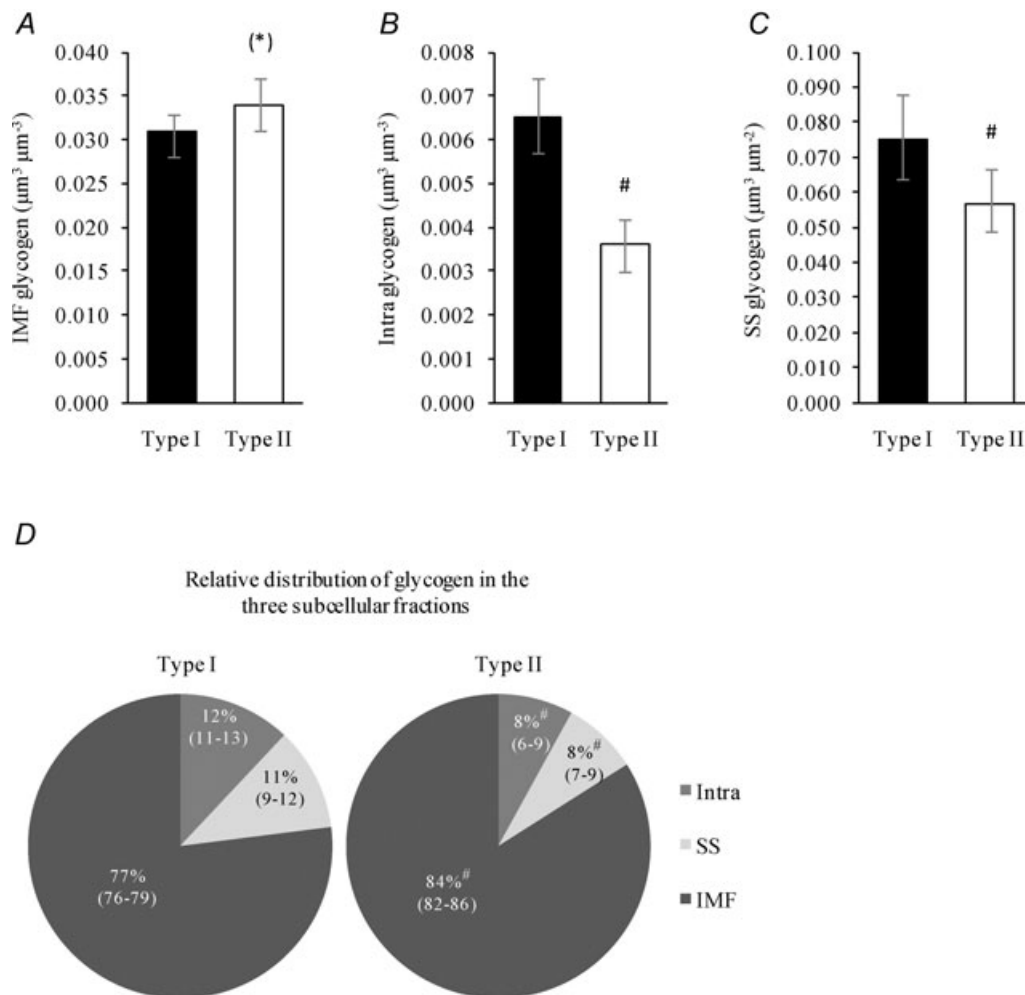 A
(*)
IMF glycogen (µm³ µm⁻³)
0.040
0.035
0.030
0.025
0.020
0.015
0.010
0.005
0.000
Type I Type II
B
#
Intra glycogen (µm³ µm⁻³)
0.008
0.007
0.006
0.005
0.004
0.003
0.002
0.001
0.000
Type I Type II
C
#
SS glycogen (µm³ µm⁻²)
0.100
0.090
0.080
0.070
0.060
0.050
0.040
0.030
0.020
0.010
0.000
Type I Type II
D
Relative distribution of glycogen in the
three subcellular fractions
Type I
12%
(11-13)
11%
(9-12)
77%
(76-79)
Type II
8%#
(6-9)
8%#
(7-9)
84%#
(82-86)
Intra
SS
IMF